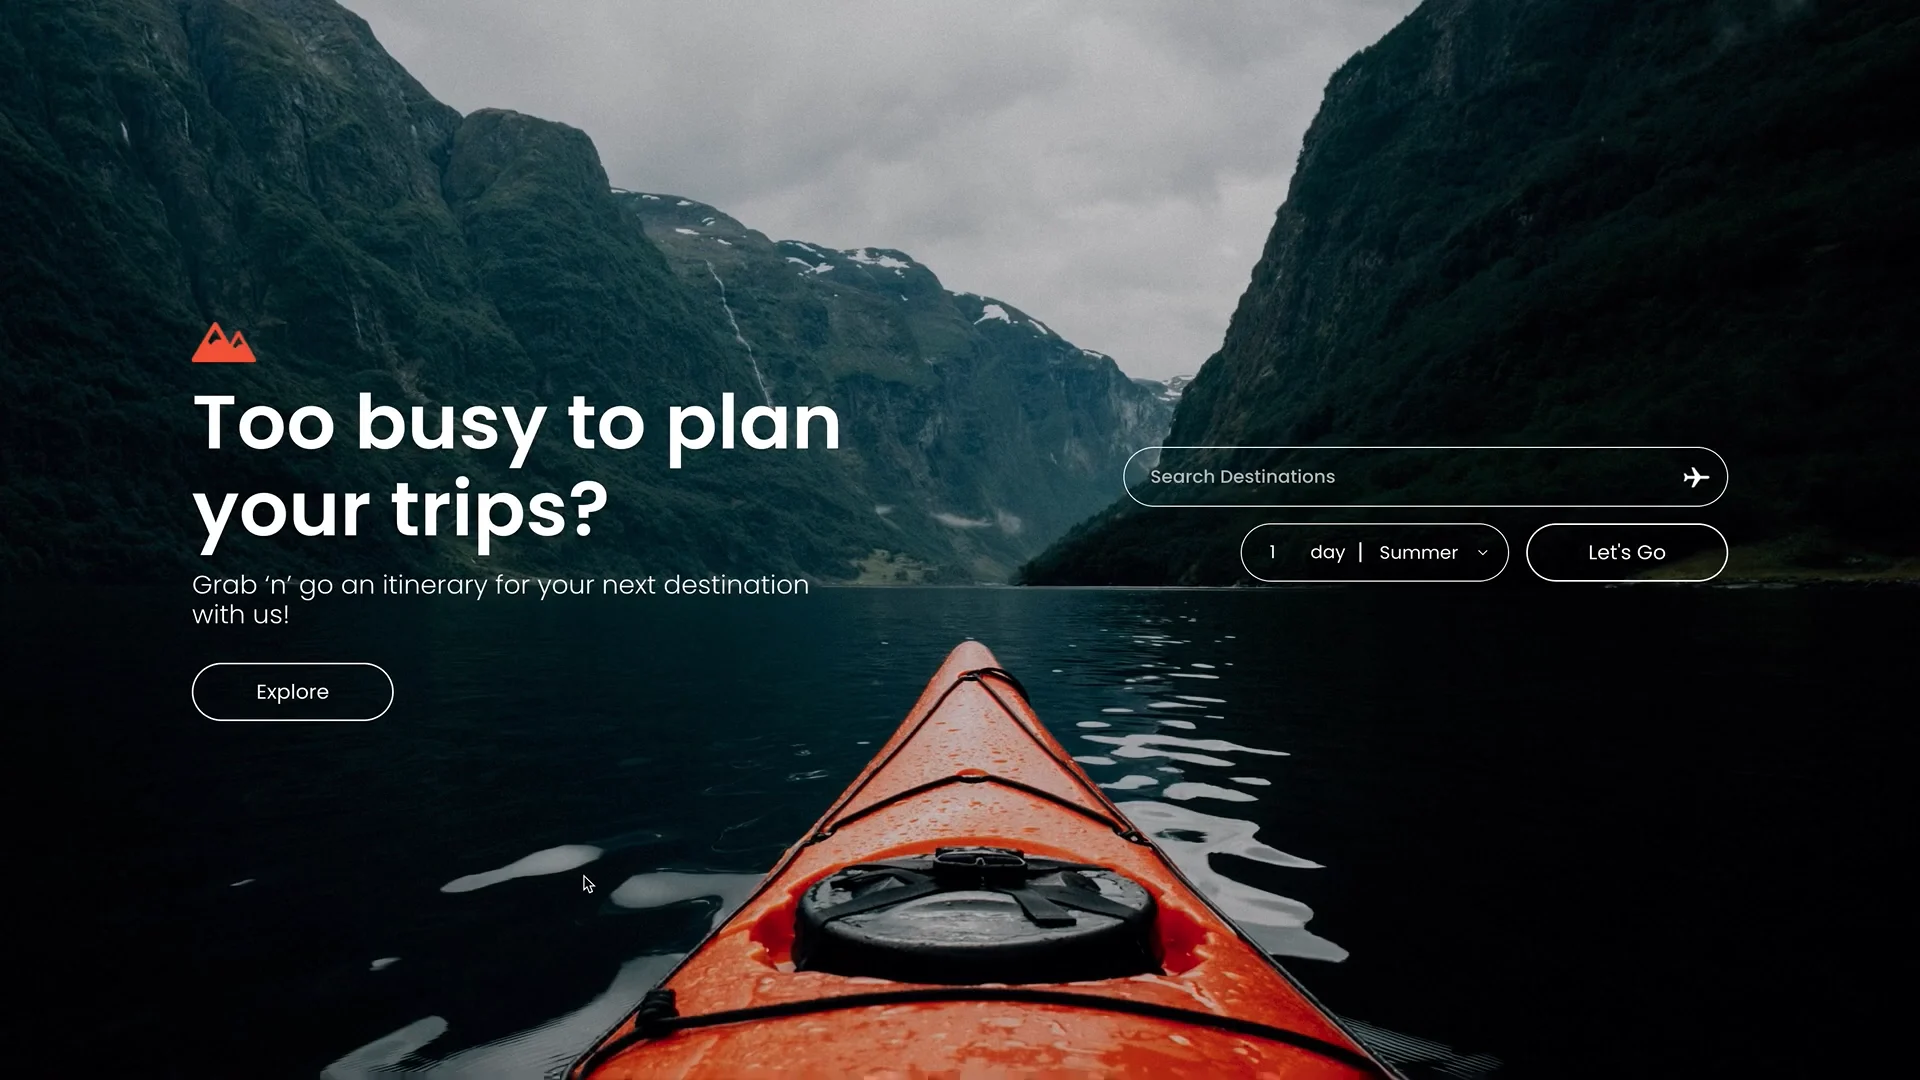 Too busy to plan
your trips?
Grab ‘n’ go an itinerary for your next destination
with us!
Explore
Search Destinations
1 day | Summer
Let's Go